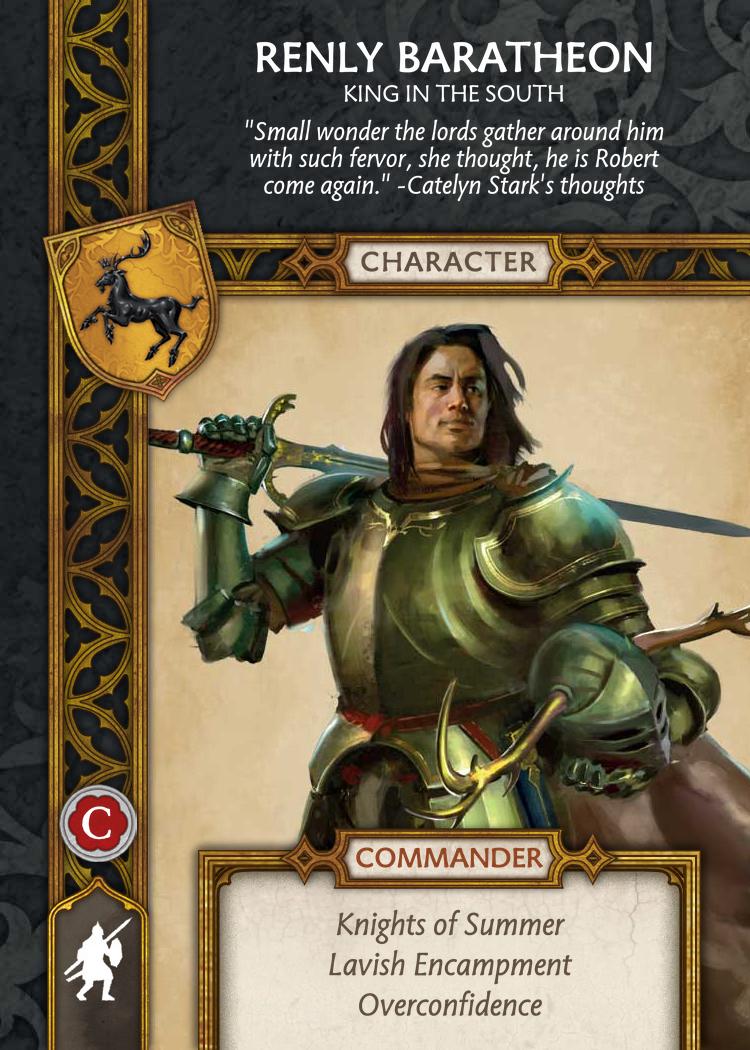 RENLY BARATHEON
KING IN THE SOUTH
"Small wonder the lords gather around him
with such fervor, she thought, he is Robert
come again." -Catelyn Stark's thoughts
CHARACTER
C
COMMANDER
Knights of Summer
Lavish Encampment
Overconfidence